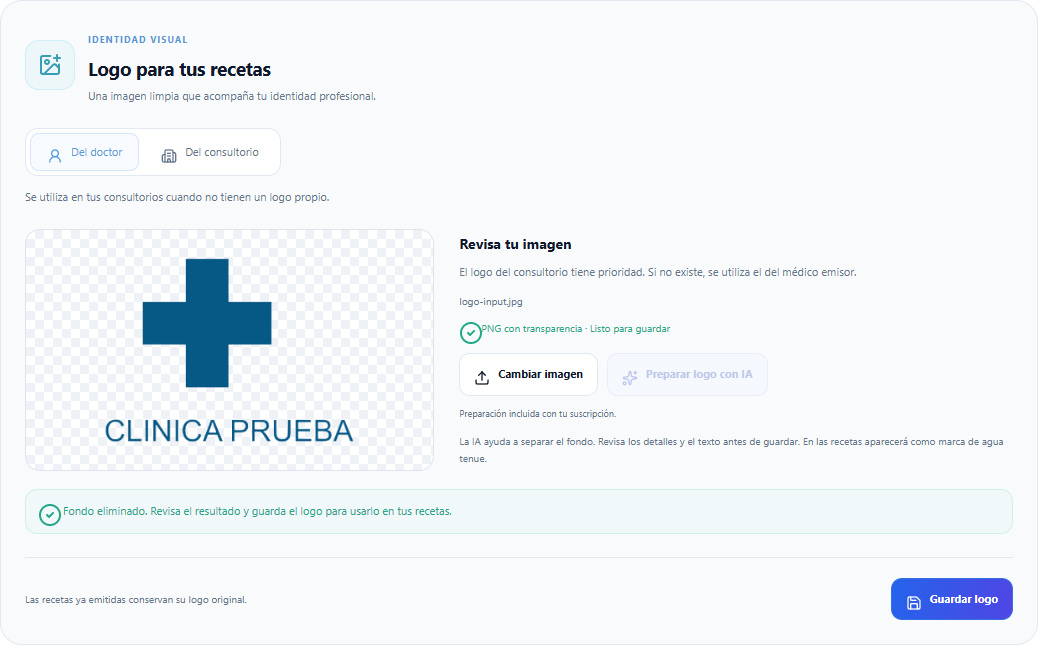 IDENTIDAD VISUAL
Logo para tus recetas
Una imagen limpia que acompaña tu identidad profesional.
Del doctor
Del consultorio
Se utiliza en tus consultorios cuando no tienen un logo propio.
CLINICA PRUEBA
Revisa tu imagen
El logo del consultorio tiene prioridad. Si no existe, se utiliza el del médico emisor.
logo-input.jpg
PNG con transparencia · Listo para guardar
Cambiar imagen
Preparar logo con IA
Preparación incluida con tu suscripción.
La IA ayuda a separar el fondo. Revisa los detalles y el texto antes de guardar. En las recetas aparecerá como marca de agua
tenue.
Fondo eliminado. Revisa el resultado y guarda el logo para usarlo en tus recetas.
Las recetas ya emitidas conservan su logo original.
Guardar logo